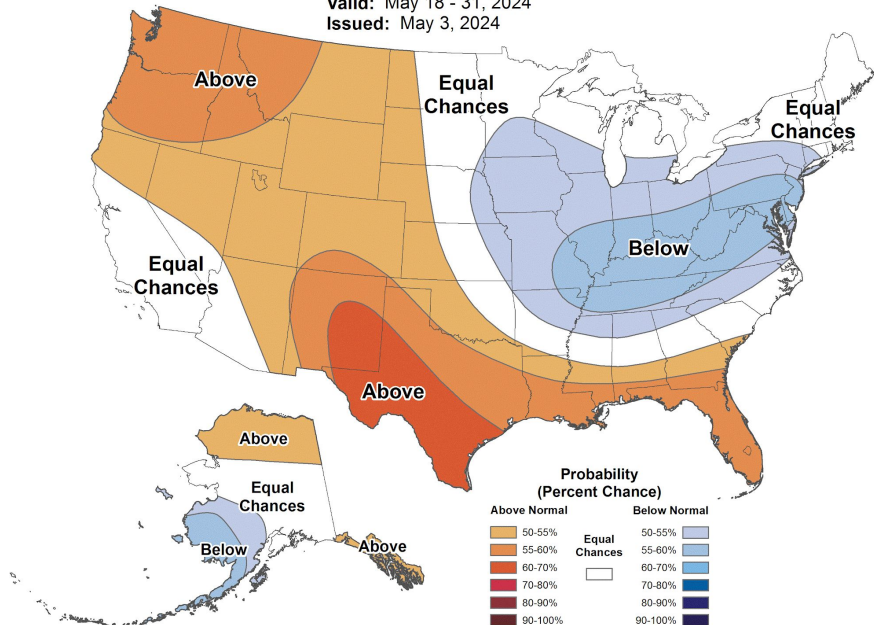 Valid: May 18 - 31, 2024
Issued: May 3, 2024
Above
Equal
Chances
Equal
Chances
Below
Equal
Chances
Above
Above
Equal
Chances
Below
Above
Probability
(Percent Chance)
Above Normal
Below Normal
50-55%
55-60%
60-70%
70-80%
80-90%
90-100%
Equal
Chances
50-55%
55-60%
60-70%
70-80%
80-90%
90-100%